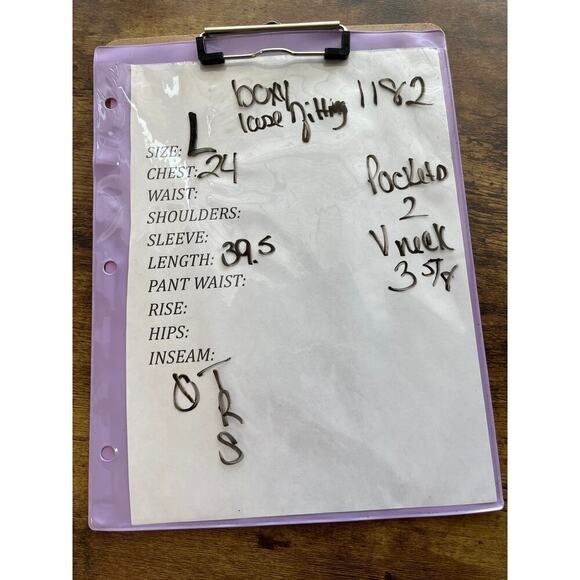 boxy 1182
loose fitting
SIZE: L
CHEST: 24
WAIST:
SHOULDERS:
SLEEVE:
LENGTH: 39.5
PANT WAIST:
RISE:
HIPS:
INSEAM:
Pockets
2
V neck
3 5/8